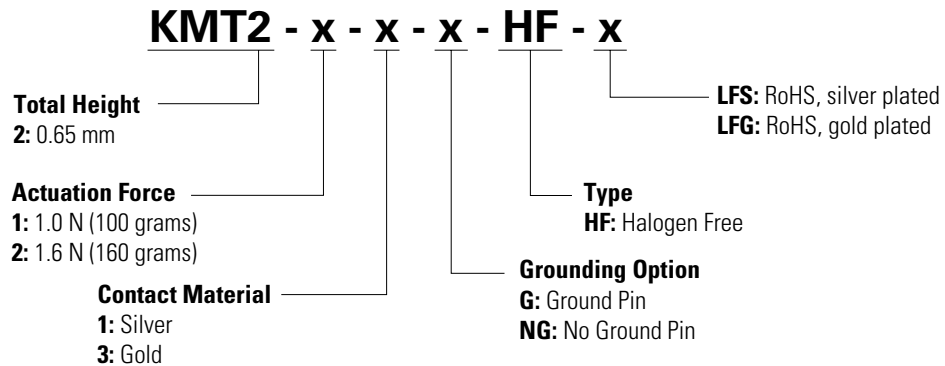 KMT2 - x - x - x - HF - x
Total Height
2: 0.65 mm
Actuation Force
1: 1.0 N (100 grams)
2: 1.6 N (160 grams)
Contact Material
1: Silver
3: Gold
Grounding Option
G: Ground Pin
NG: No Ground Pin
Type
HF: Halogen Free
LFS: RoHS, silver plated
LFG: RoHS, gold plated